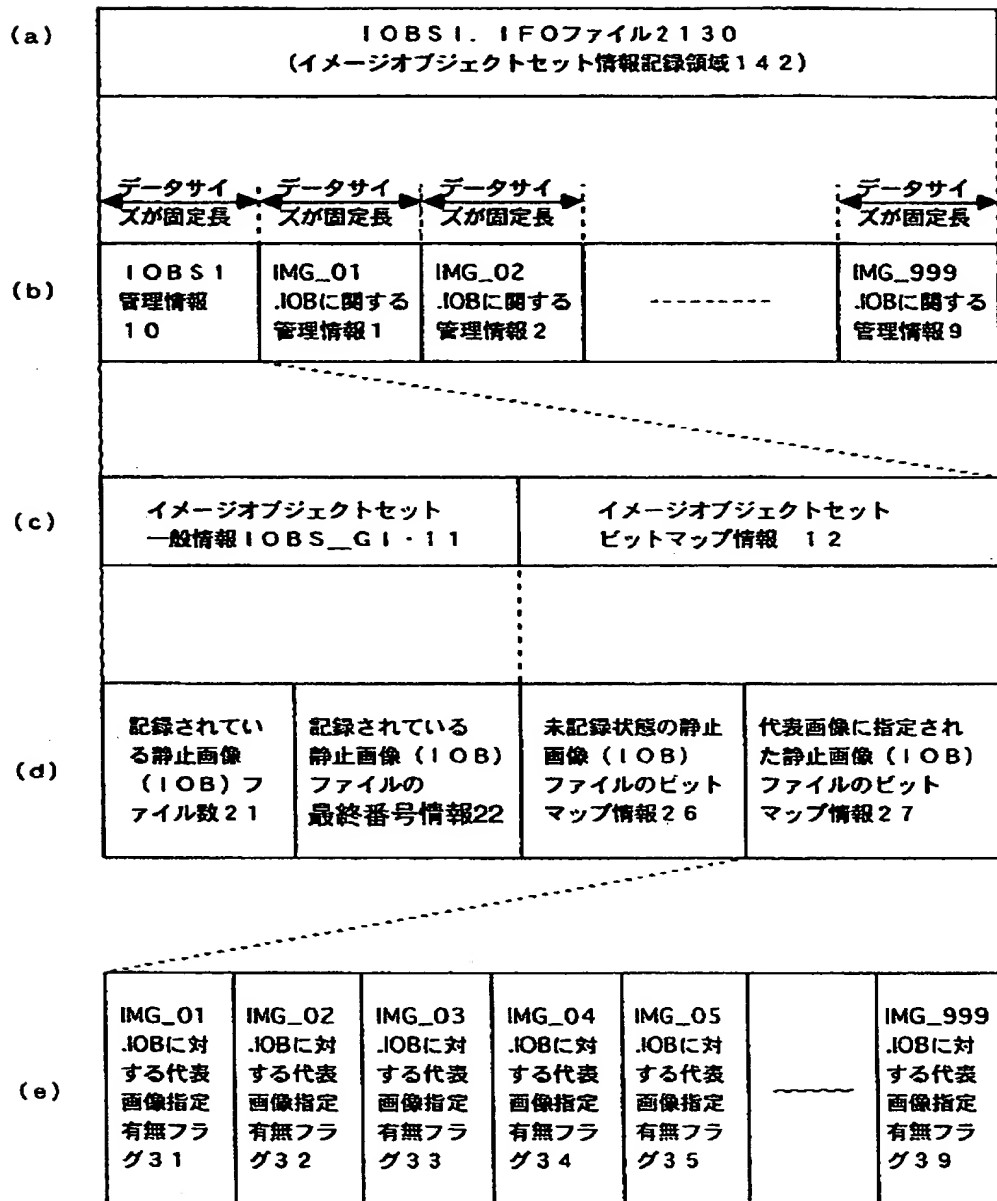 (a)
IOBSI. IFOファイル2130
(イメージオブジェクトセット情報記録領域142)
データサイ
ズが固定長
データサイ
ズが固定長
データサイ
ズが固定長
データサイ
ズが固定長
(b)
IOBSI
管理情報
10
IMG_01
.IOBに関する
管理情報1
IMG_02
.IOBに関する
管理情報2
IMG_999
.IOBに関する
管理情報9
(c)
イメージオブジェクトセット
一般情報IOBS__GI・11
イメージオブジェクトセット
ビットマップ情報 12
(d)
記録されてい
る静止画像
(IOB)フ
ァイル数21
記録されている
静止画像(IOB)
ファイルの
最終番号情報22
未記録状態の静止
画像(IOB)
ファイルのビット
マップ情報26
代表画像に指定され
た静止画像(IOB)
ファイルのビット
マップ情報27
(e)
IMG_01
.IOBに対
する代表
画像指定
有無フラ
グ31
IMG_02
.IOBに対
する代表
画像指定
有無フラ
グ32
IMG_03
.IOBに対
する代表
画像指定
有無フラ
グ33
IMG_04
.IOBに対
する代表
画像指定
有無フラ
グ34
IMG_05
.IOBに対
する代表
画像指定
有無フラ
グ35
IMG_999
.IOBに対
する代表
画像指定
有無フラ
グ39